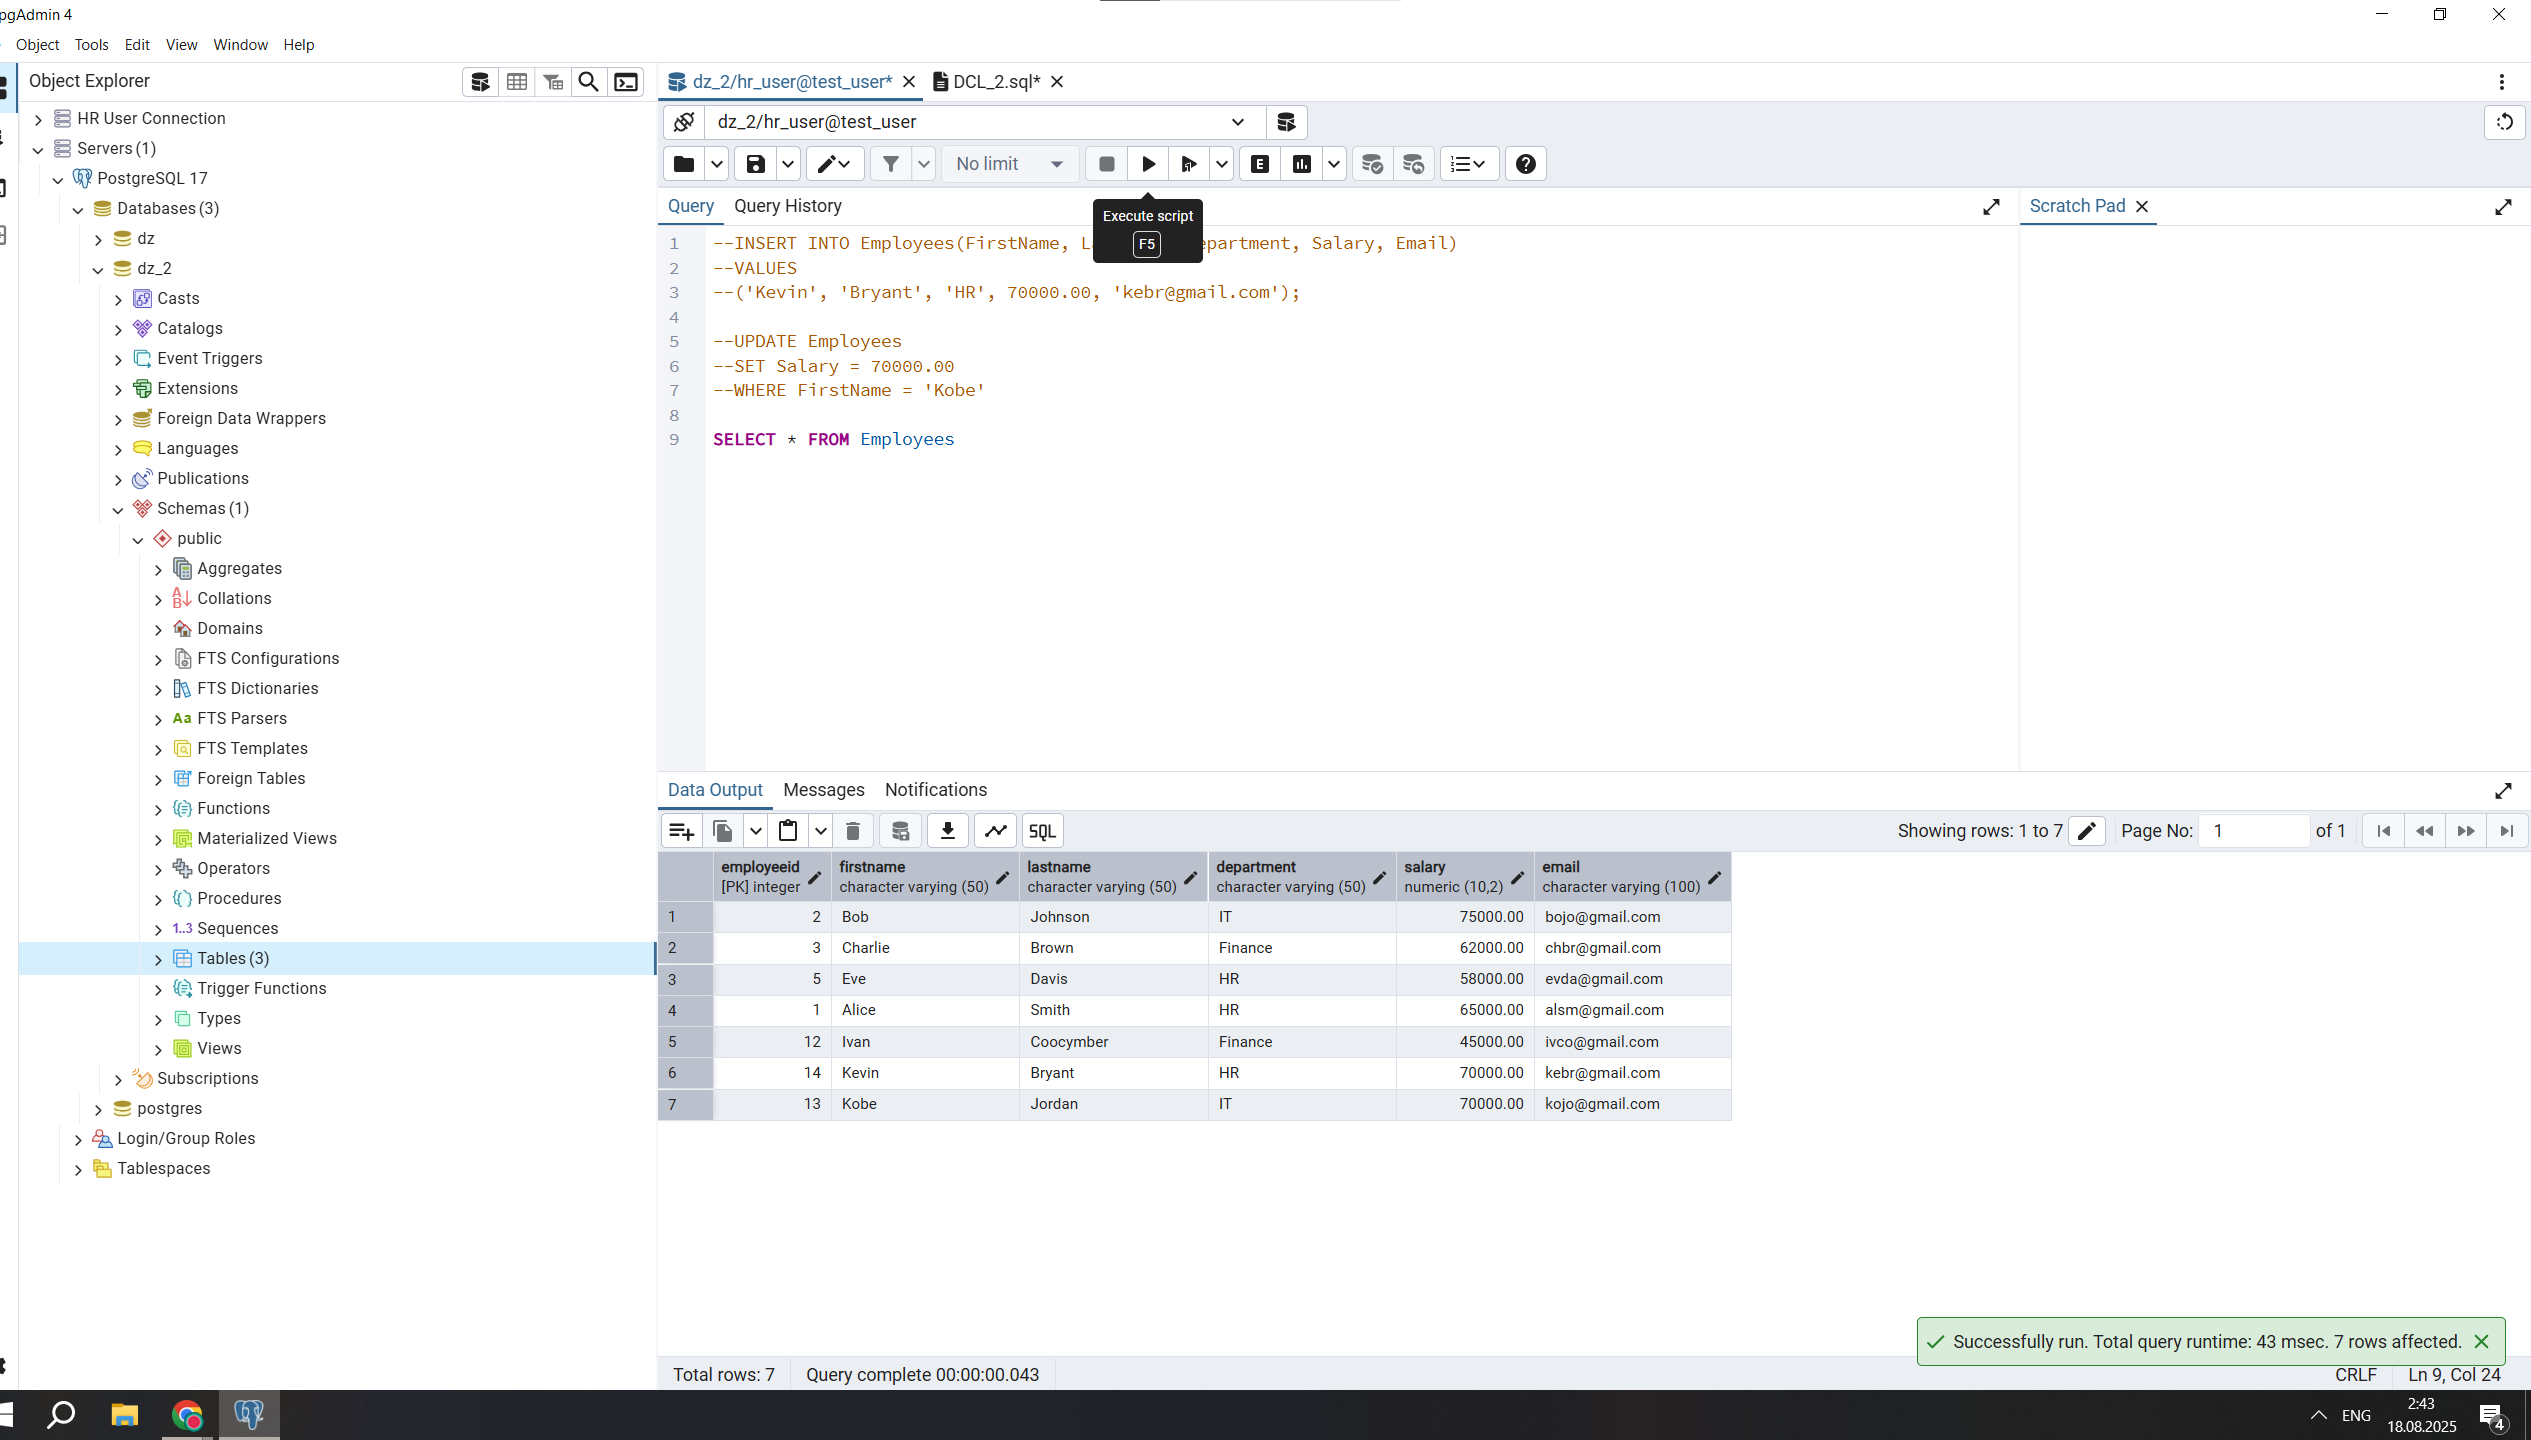 pgAdmin 4
Object Tools Edit View Window Help
Object Explorer
HR User Connection
Servers (1)
PostgreSQL 17
Databases (3)
dz
dz_2
Casts
Catalogs
Event Triggers
Extensions
Foreign Data Wrappers
Languages
Publications
Schemas (1)
public
Aggregates
Collations
Domains
FTS Configurations
FTS Dictionaries
Aa FTS Parsers
FTS Templates
Foreign Tables
Functions
Materialized Views
Operators
Procedures
1..3 Sequences
Tables (3)
Trigger Functions
Types
Views
Subscriptions
postgres
Login/Group Roles
Tablespaces
dz_2/hr_user@test_user*
DCL_2.sql*
dz_2/hr_user@test_user
No limit
E
Query Query History
Execute script
F5
Scratch Pad
1 --INSERT INTO Employees(FirstName, L epartment, Salary, Email)
2 --VALUES
3 --('Kevin', 'Bryant', 'HR', 70000.00, 'kebr@gmail.com');
4
5 --UPDATE Employees
6 --SET Salary = 70000.00
7 --WHERE FirstName = 'Kobe'
8
9 SELECT * FROM Employees
Data Output Messages Notifications
SQL
Showing rows: 1 to 7 Page No: 1 of 1
employeeid firstname lastname department salary email
[PK] integer character varying (50) character varying (50) character varying (50) numeric (10,2) character varying (100)
1 2 Bob Johnson IT 75000.00 bojo@gmail.com
2 3 Charlie Brown Finance 62000.00 chbr@gmail.com
3 5 Eve Davis HR 58000.00 evda@gmail.com
4 1 Alice Smith HR 65000.00 alsm@gmail.com
5 12 Ivan Coocymber Finance 45000.00 ivco@gmail.com
6 14 Kevin Bryant HR 70000.00 kebr@gmail.com
7 13 Kobe Jordan IT 70000.00 kojo@gmail.com
Successfully run. Total query runtime: 43 msec. 7 rows affected.
Total rows: 7 Query complete 00:00:00.043 CRLF Ln 9, Col 24
ENG
2:43
18.08.2025
4